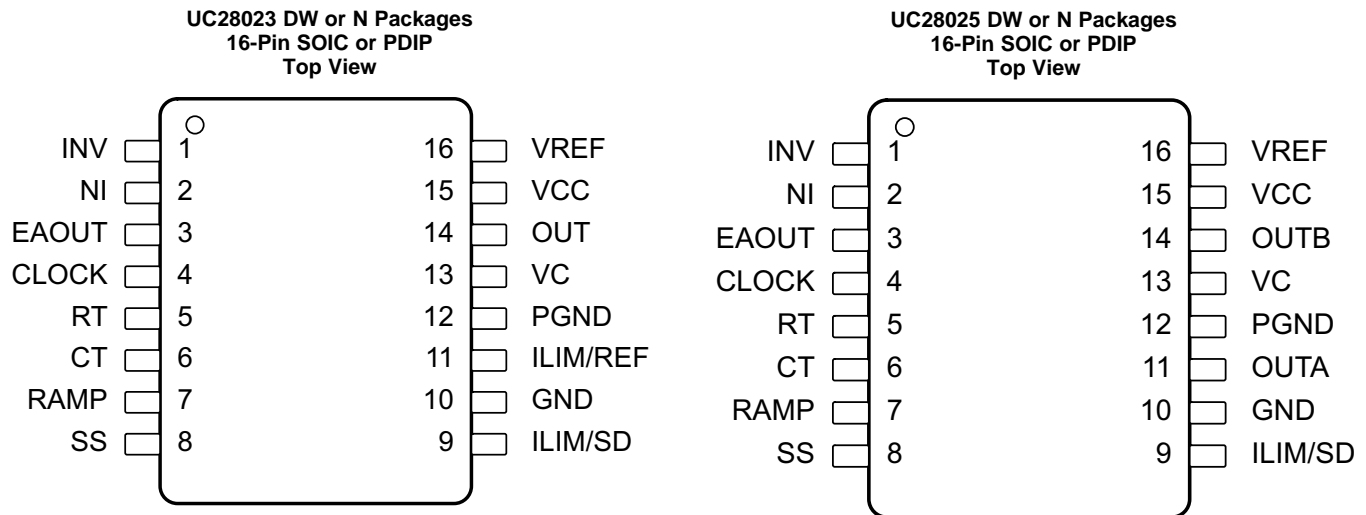 UC28023 DW or N Packages
16-Pin SOIC or PDIP
Top View
INV 1 16 VREF
NI 2 15 VCC
EAOUT 3 14 OUT
CLOCK 4 13 VC
RT 5 12 PGND
CT 6 11 ILIM/REF
RAMP 7 10 GND
SS 8 9 ILIM/SD
UC28025 DW or N Packages
16-Pin SOIC or PDIP
Top View
INV 1 16 VREF
NI 2 15 VCC
EAOUT 3 14 OUTB
CLOCK 4 13 VC
RT 5 12 PGND
CT 6 11 OUTA
RAMP 7 10 GND
SS 8 9 ILIM/SD